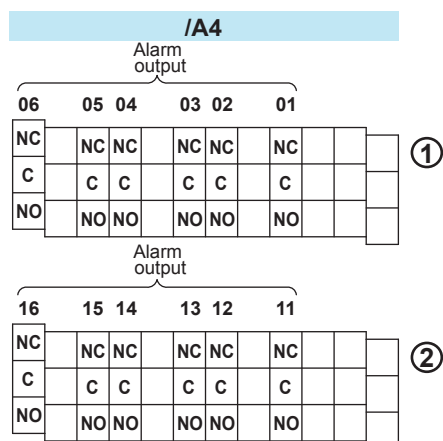 /A4
Alarm
output
06 05 04 03 02 01
NC NC NC NC NC NC
C C C C C C
NO NO NO NO NO NO
①
Alarm
output
16 15 14 13 12 11
NC NC NC NC NC NC
C C C C C C
NO NO NO NO NO NO
②